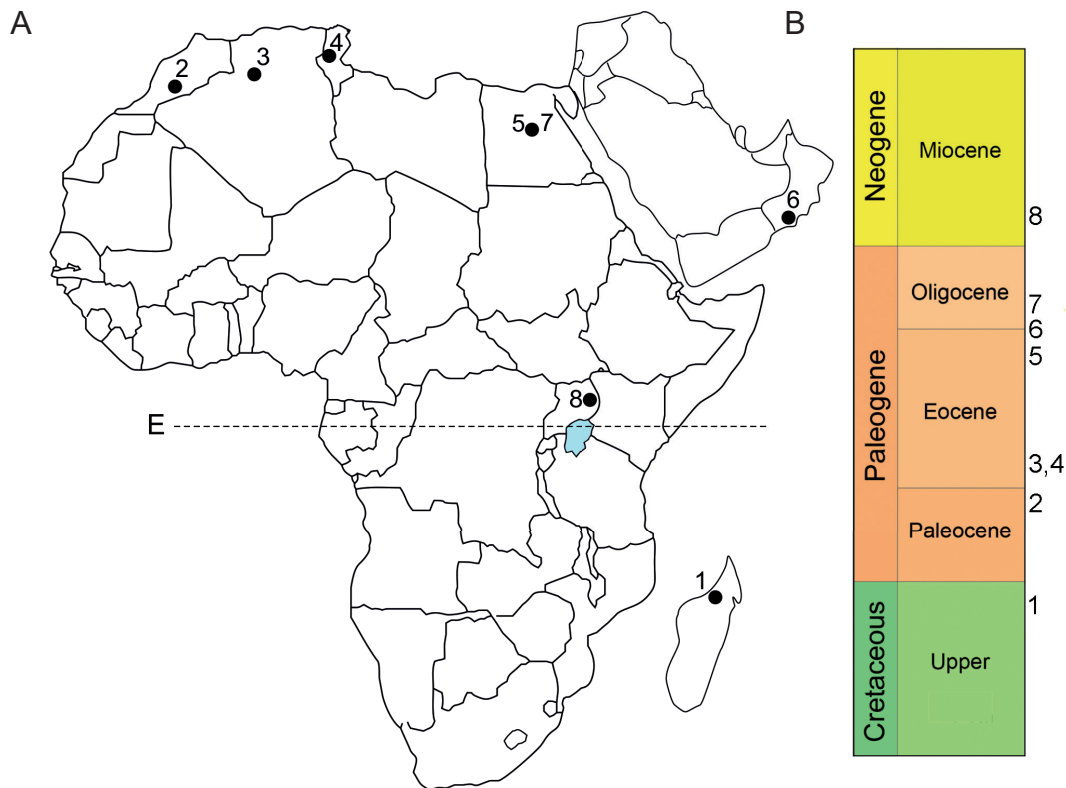 A
B
2
3
4
5 7
6
8
E
1
Neogene
Miocene
8
Paleogene
Oligocene
7
6
5
Eocene
3,4
2
Paleocene
1
Cretaceous
Upper